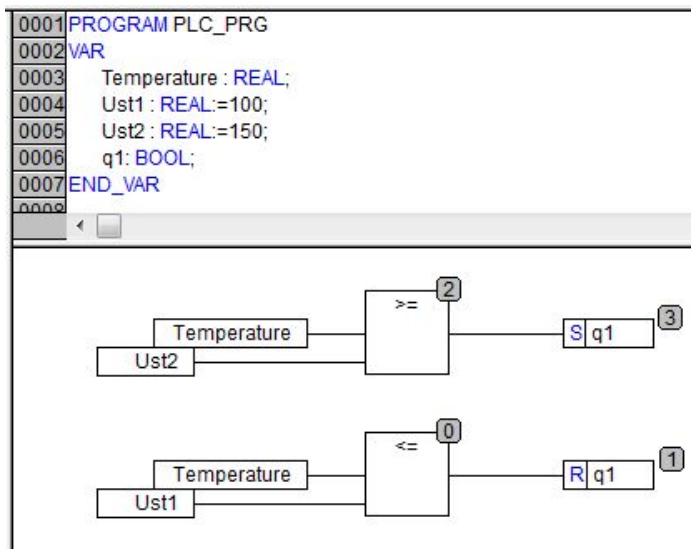 0001 PROGRAM PLC_PRG
0002 VAR
0003 Temperature : REAL;
0004 Ust1 : REAL:=100;
0005 Ust2 : REAL:=150;
0006 q1: BOOL;
0007 END_VAR
0008
2
>=
3
Temperature
S q1
Ust2
0
<=
1
Temperature
R q1
Ust1